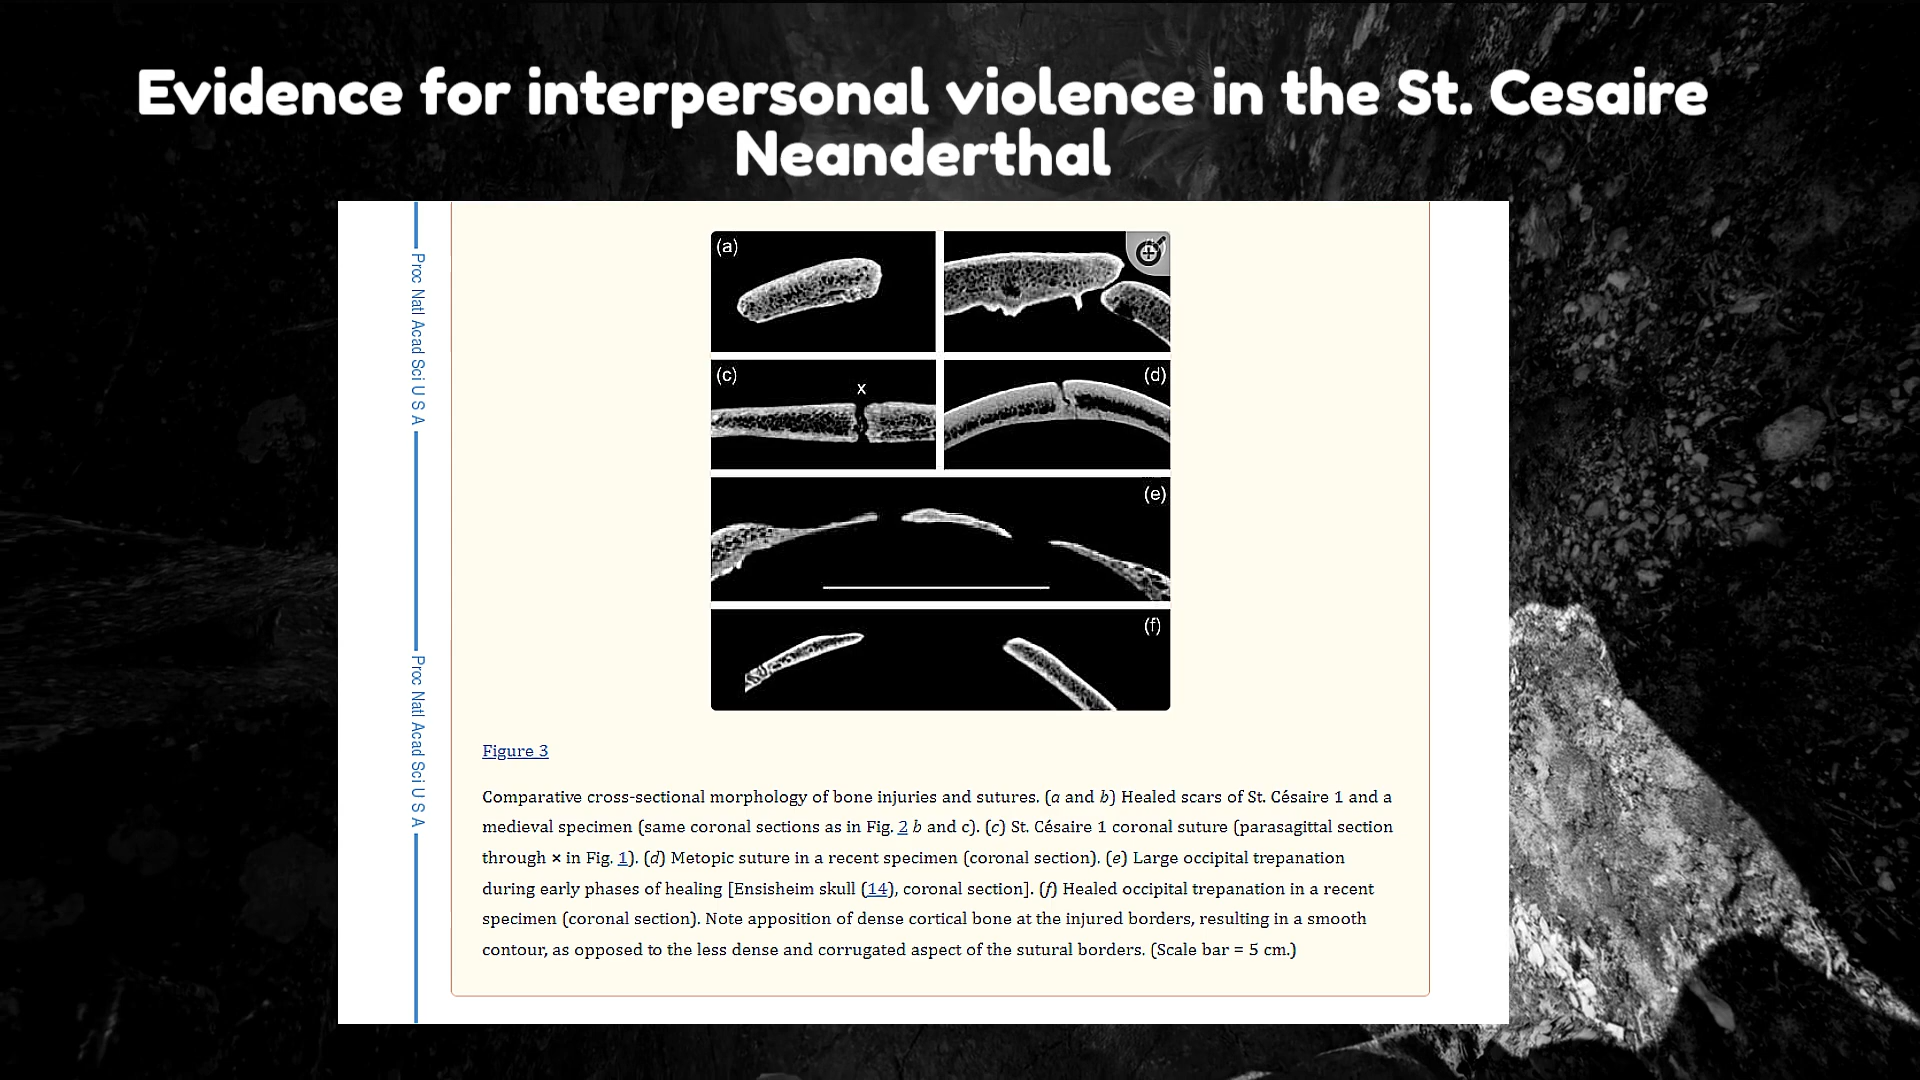 Evidence for interpersonal violence in the St. Cesaire
Neanderthal
Proc Natl Acad Sci U S A
Proc Natl Acad Sci U S A
(a)
(c)
x
(d)
(e)
(f)
Figure 3
Comparative cross-sectional morphology of bone injuries and sutures. (a and b) Healed scars of St. Césaire 1 and a
medieval specimen (same coronal sections as in Fig. 2 b and c). (c) St. Césaire 1 coronal suture (parasagittal section
through × in Fig. 1). (d) Metopic suture in a recent specimen (coronal section). (e) Large occipital trepanation
during early phases of healing [Ensisheim skull (14), coronal section]. (f) Healed occipital trepanation in a recent
specimen (coronal section). Note apposition of dense cortical bone at the injured borders, resulting in a smooth
contour, as opposed to the less dense and corrugated aspect of the sutural borders. (Scale bar = 5 cm.)